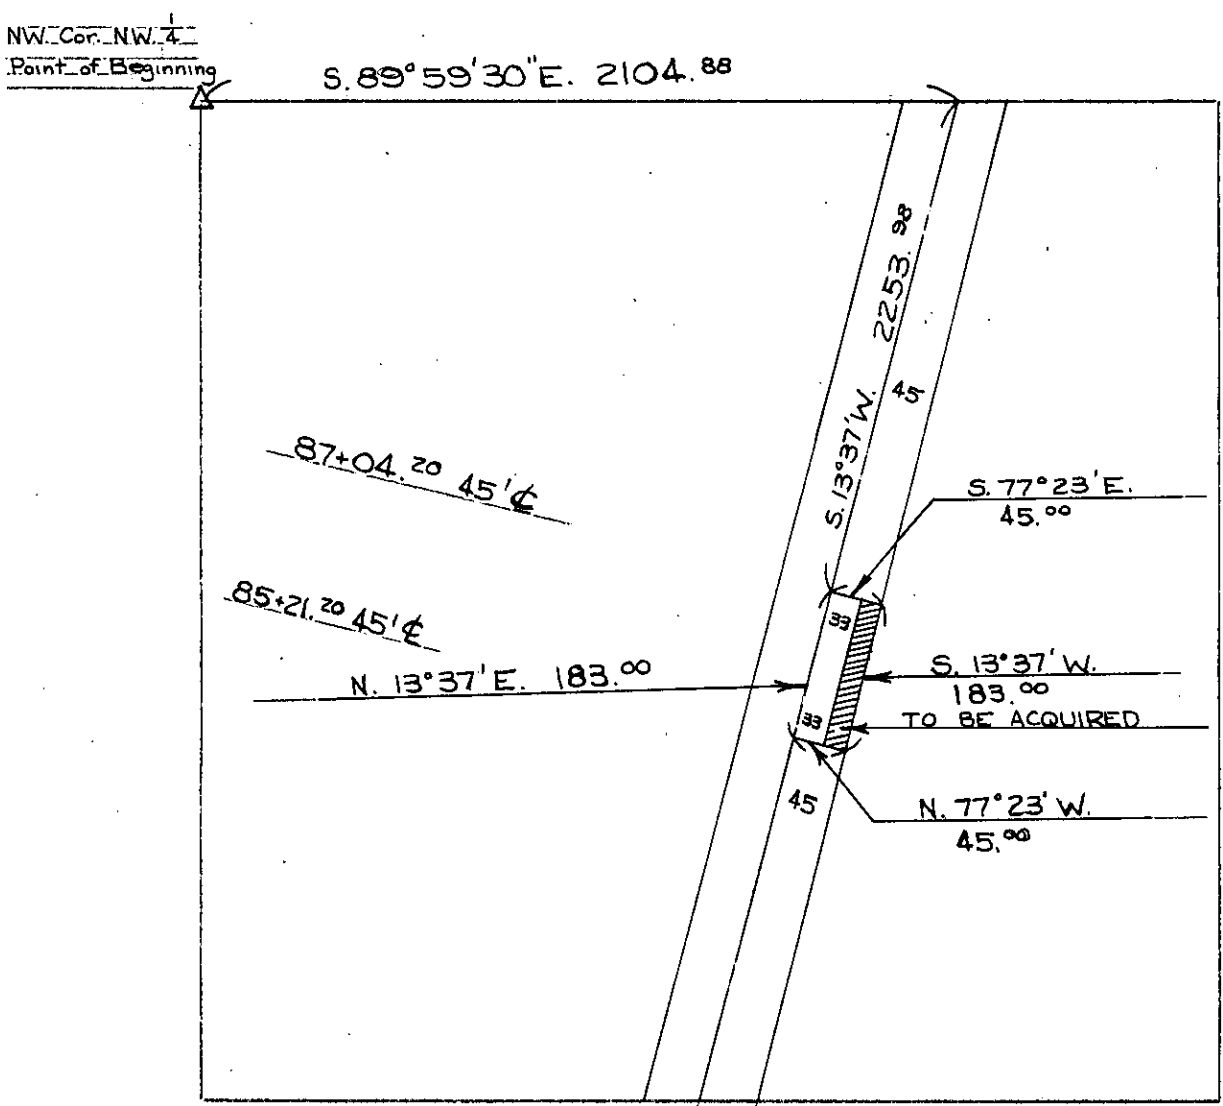 NW. Cor. NW. 1/4
Point of Beginning
S. 89° 59' 30" E. 2104.88
S. 13° 37' W. 2253.98
45
87+04.20 45' ℄
S. 77° 23' E.
45.00
85+21.20 45' ℄
33
N. 13° 37' E. 183.00
S. 13° 37' W.
183.00
33
TO BE ACQUIRED
45
N. 77° 23' W.
45.00